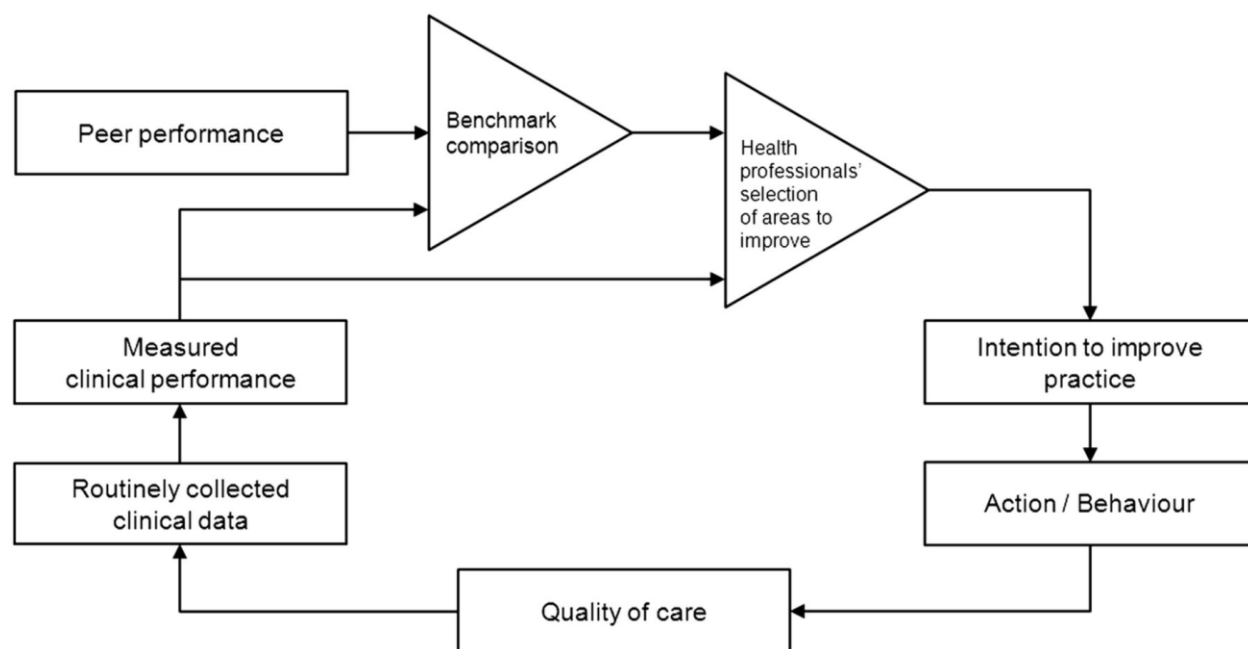 Peer performance
Benchmark
comparison
Health
professionals'
selection
of areas to
improve
Measured
clinical performance
Intention to improve
practice
Routinely collected
clinical data
Action / Behaviour
Quality of care